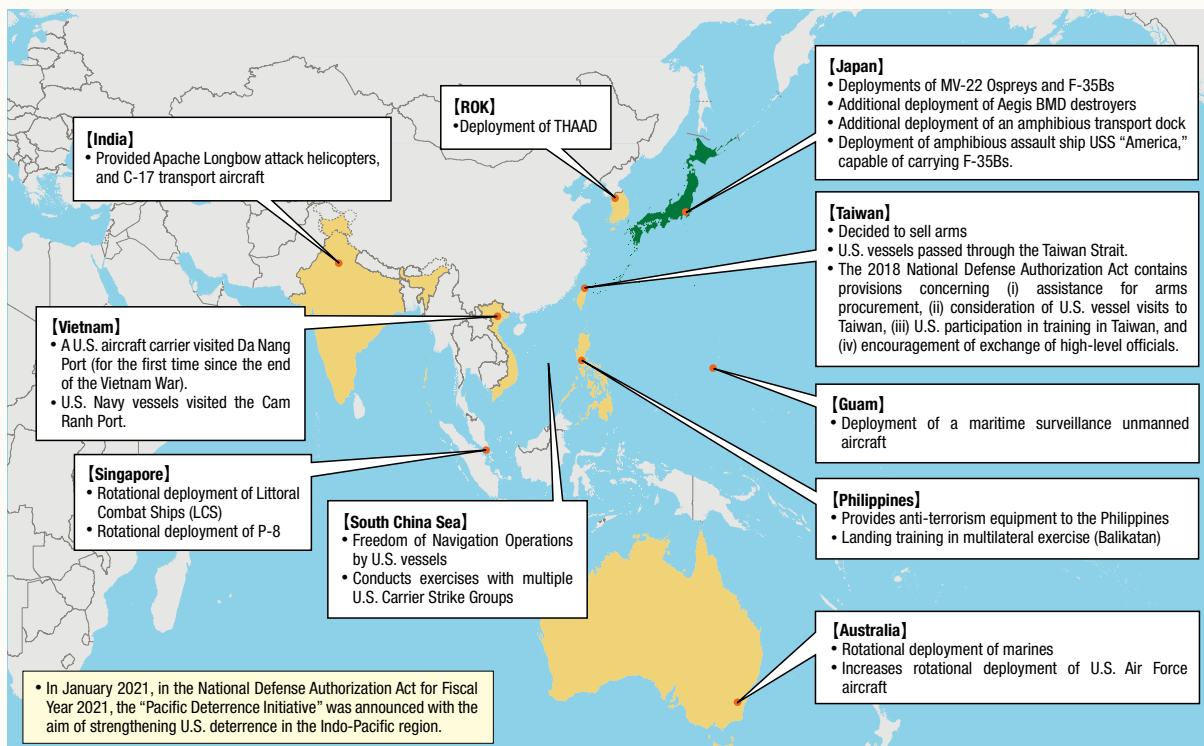 【India】
• Provided Apache Longbow attack helicopters,
and C-17 transport aircraft
【ROK】
•Deployment of THAAD
【Japan】
• Deployments of MV-22 Ospreys and F-35Bs
• Additional deployment of Aegis BMD destroyers
• Additional deployment of an amphibious transport dock
• Deployment of amphibious assault ship USS “America,”
capable of carrying F-35Bs.
【Taiwan】
• Decided to sell arms
• U.S. vessels passed through the Taiwan Strait.
• The 2018 National Defense Authorization Act contains
provisions concerning (i) assistance for arms
procurement, (ii) consideration of U.S. vessel visits to
Taiwan, (iii) U.S. participation in training in Taiwan, and
(iv) encouragement of exchange of high-level officials.
【Vietnam】
• A U.S. aircraft carrier visited Da Nang
Port (for the first time since the end
of the Vietnam War).
• U.S. Navy vessels visited the Cam
Ranh Port.
【Guam】
• Deployment of a maritime surveillance unmanned
aircraft
【Singapore】
• Rotational deployment of Littoral
Combat Ships (LCS)
• Rotational deployment of P-8
【South China Sea】
• Freedom of Navigation Operations
by U.S. vessels
• Conducts exercises with multiple
U.S. Carrier Strike Groups
【Philippines】
• Provides anti-terrorism equipment to the Philippines
• Landing training in multilateral exercise (Balikatan)
【Australia】
• Rotational deployment of marines
• Increases rotational deployment of U.S. Air Force
aircraft
• In January 2021, in the National Defense Authorization Act for Fiscal
Year 2021, the “Pacific Deterrence Initiative” was announced with the
aim of strengthening U.S. deterrence in the Indo-Pacific region.